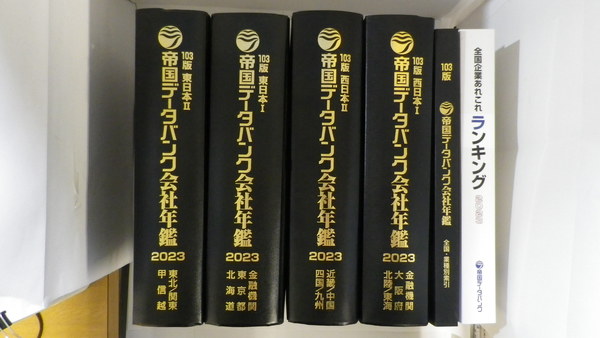 103版 東日本II
帝国データバンク会社年鑑
2023
東北/関東
甲信越
103版 東日本I
帝国データバンク会社年鑑
2023
金融機関
東京都
北海道
103版 西日本II
帝国データバンク会社年鑑
2023
近畿/中国
四国/九州
103版 西日本I
帝国データバンク会社年鑑
2023
金融機関
大阪府
北陸/東海
103版
帝国データバンク会社年鑑
全国・業種別索引
全国企業あれこれ
ランキング
帝国データバンク